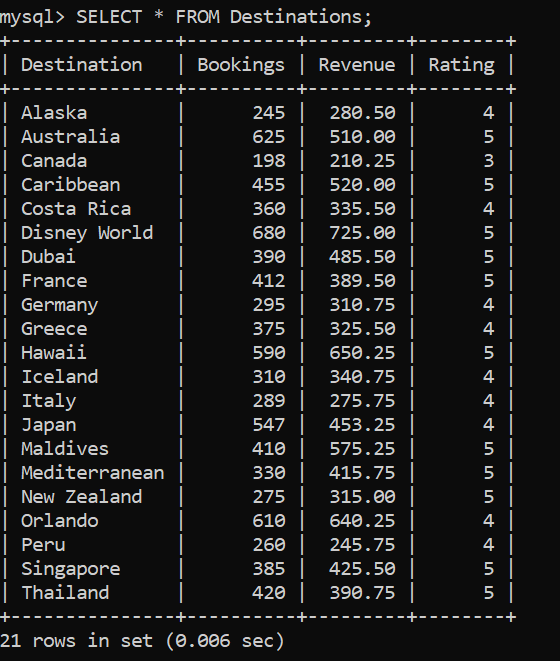 mysql> SELECT * FROM Destinations;
+---------------+----------+---------+--------+
| Destination   | Bookings | Revenue | Rating |
+---------------+----------+---------+--------+
| Alaska        |      245 |  280.50 |      4 |
| Australia     |      625 |  510.00 |      5 |
| Canada        |      198 |  210.25 |      3 |
| Caribbean     |      455 |  520.00 |      5 |
| Costa Rica    |      360 |  335.50 |      4 |
| Disney World  |      680 |  725.00 |      5 |
| Dubai         |      390 |  485.50 |      5 |
| France        |      412 |  389.50 |      5 |
| Germany       |      295 |  310.75 |      4 |
| Greece        |      375 |  325.50 |      4 |
| Hawaii        |      590 |  650.25 |      5 |
| Iceland       |      310 |  340.75 |      4 |
| Italy         |      289 |  275.75 |      4 |
| Japan         |      547 |  453.25 |      4 |
| Maldives      |      410 |  575.25 |      5 |
| Mediterranean |      330 |  415.75 |      5 |
| New Zealand   |      275 |  315.00 |      5 |
| Orlando       |      610 |  640.25 |      4 |
| Peru          |      260 |  245.75 |      4 |
| Singapore     |      385 |  425.50 |      5 |
| Thailand      |      420 |  390.75 |      5 |
+---------------+----------+---------+--------+
21 rows in set (0.006 sec)